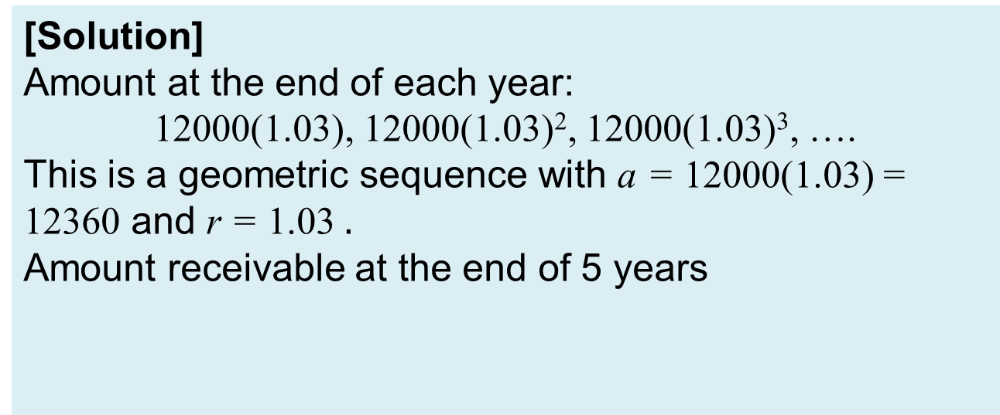 [Solution]
Amount at the end of each year:
12000(1.03), 12000(1.03)², 12000(1.03)³, ….
This is a geometric sequence with a = 12000(1.03) =
12360 and r = 1.03 .
Amount receivable at the end of 5 years